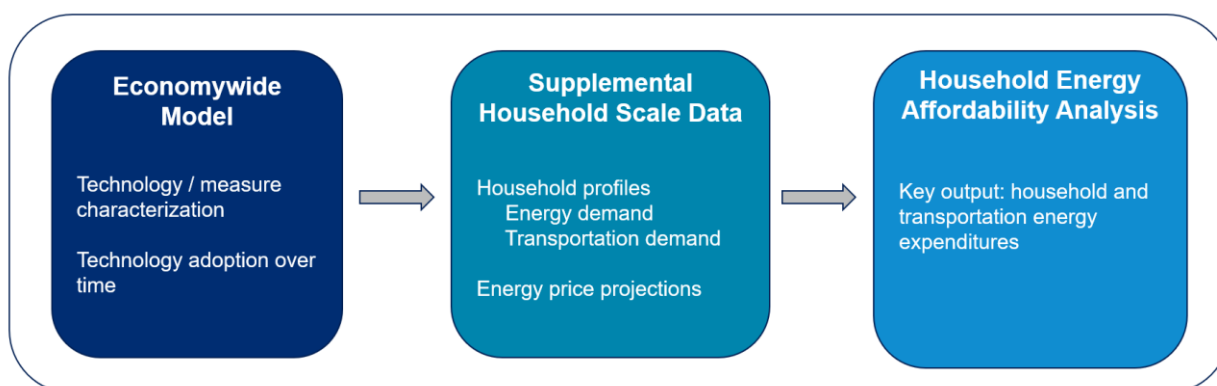 Economywide
Model
Technology / measure
characterization
Technology adoption over
time
Supplemental
Household Scale Data
Household profiles
Energy demand
Transportation demand
Energy price projections
Household Energy
Affordability Analysis
Key output: household and
transportation energy
expenditures